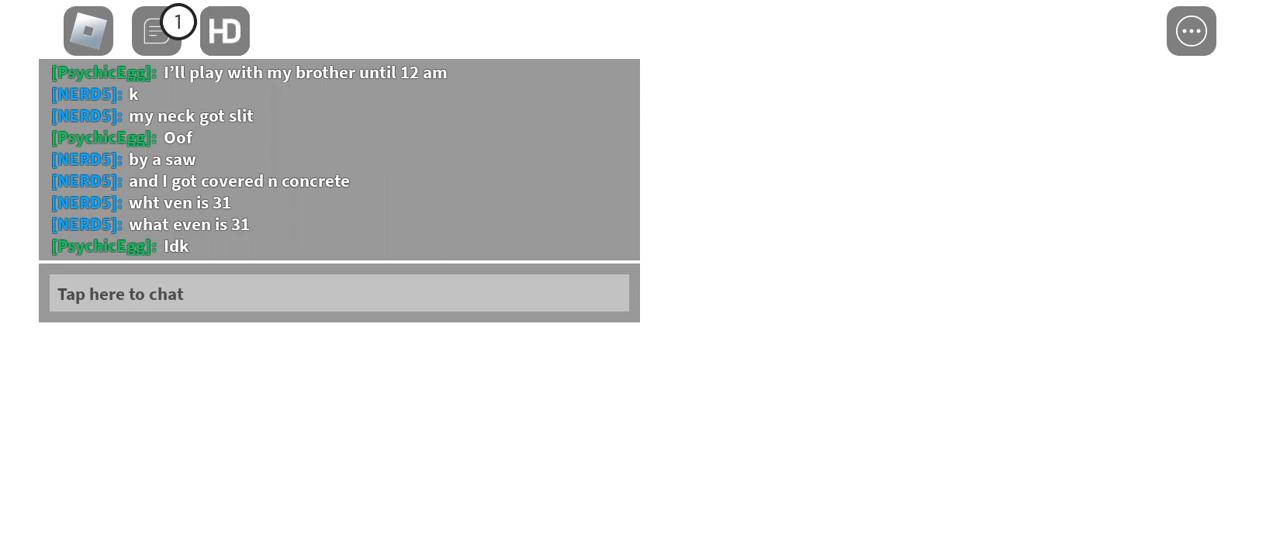 1
HD
[PsychicEgg]: I'll play with my brother until 12 am
[NERD5]: k
[NERD5]: my neck got slit
[PsychicEgg]: Oof
[NERD5]: by a saw
[NERD5]: and I got covered n concrete
[NERD5]: wht ven is 31
[NERD5]: what even is 31
[PsychicEgg]: Idk
Tap here to chat